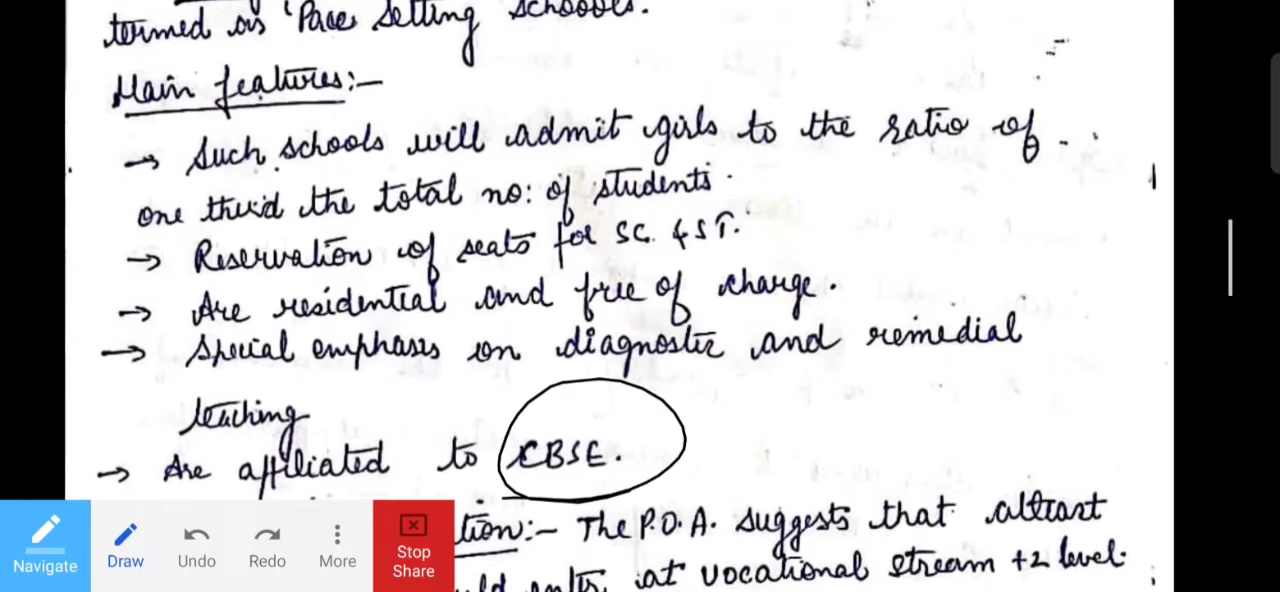 termed as 'Pace Setting Schools.
Main features:-
→ Such schools will admit girls to the ratio of
one third the total no: of students.
→ Reservation of seats for SC & ST.
→ Are residential and free of charge.
→ Special emphases on diagnostic and remedial
teaching
→ Are affiliated to CBSE.
tion:- The P.O.A. suggests that atleast
at vocational stream +2 level.
Navigate
Draw
Undo
Redo
More
Stop
Share